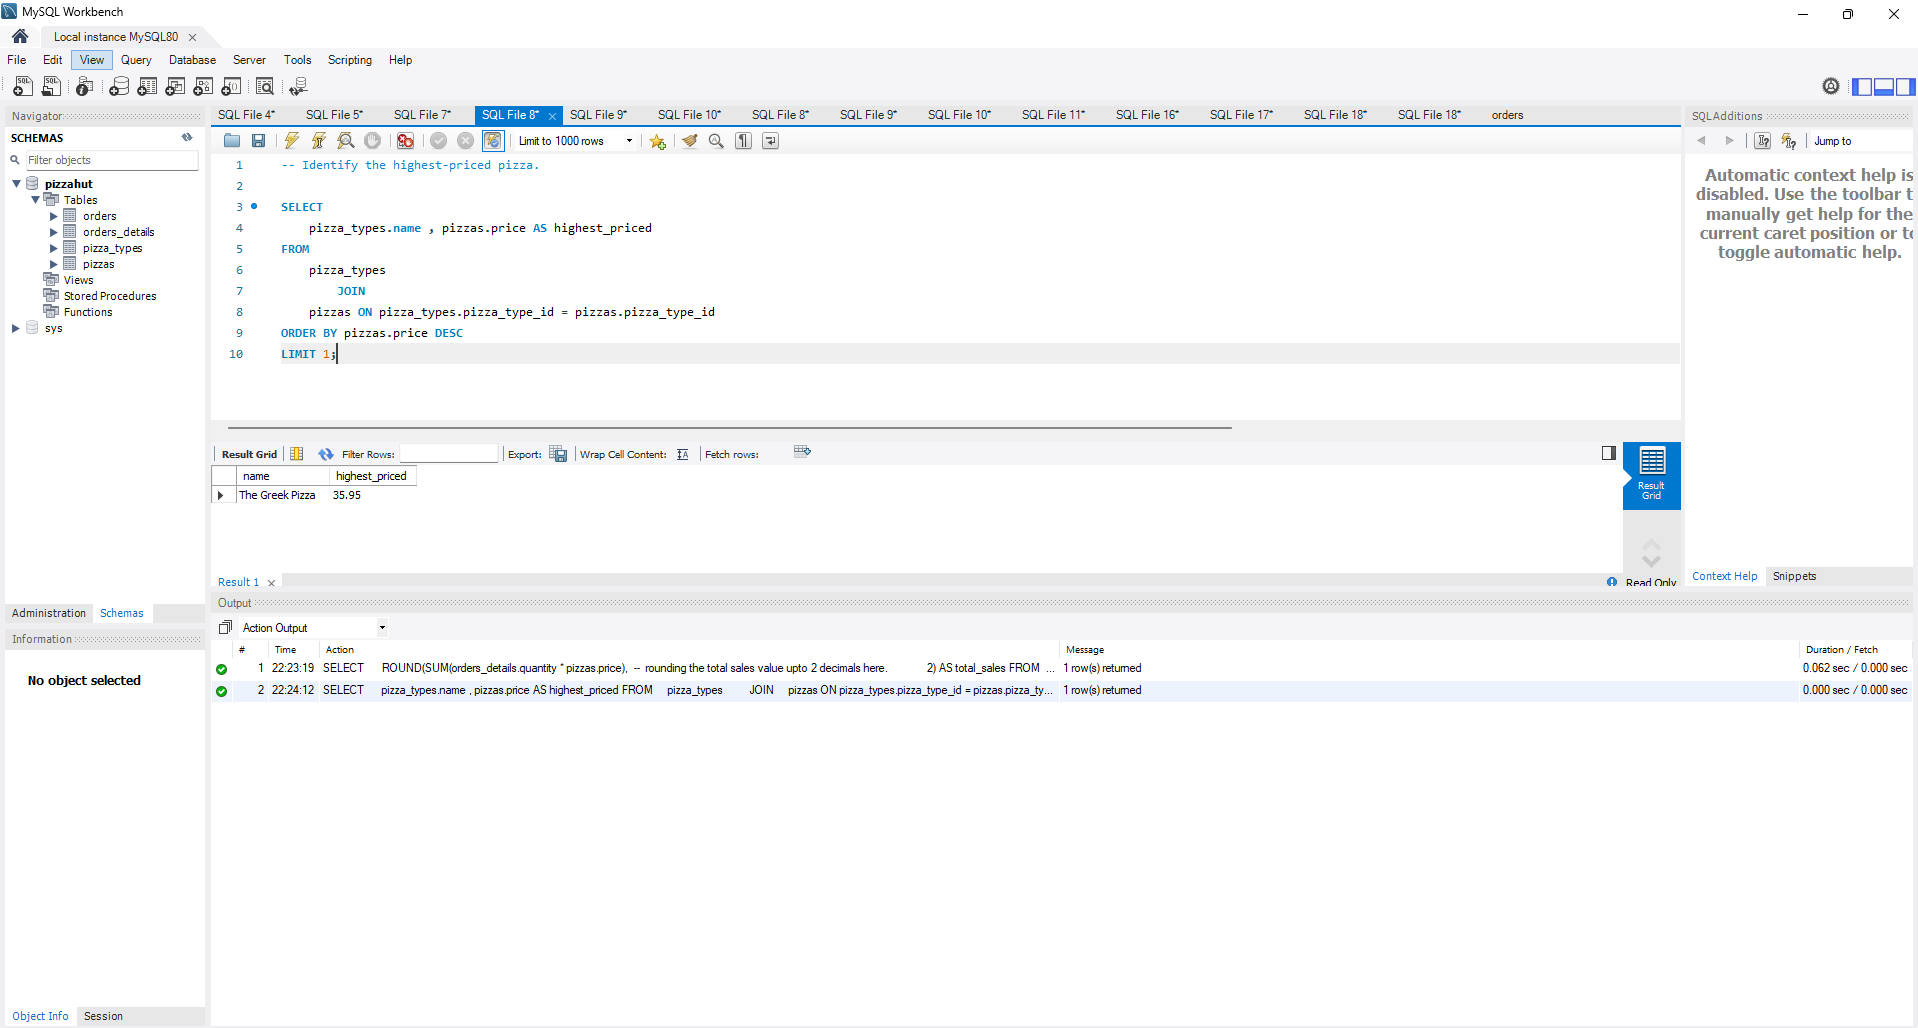 MySQL Workbench
Local instance MySQL80
File Edit View Query Database Server Tools Scripting Help
Navigator
SCHEMAS
Filter objects
pizzahut
Tables
orders
orders_details
pizza_types
pizzas
Views
Stored Procedures
Functions
sys
Administration Schemas
Information
No object selected
Object Info Session
SQL File 4* SQL File 5* SQL File 7* SQL File 8* SQL File 9* SQL File 10* SQL File 8* SQL File 9* SQL File 10* SQL File 11* SQL File 16* SQL File 17* SQL File 18* SQL File 18* orders
Limit to 1000 rows
1 -- Identify the highest-priced pizza.
2
3 SELECT
4 pizza_types.name , pizzas.price AS highest_priced
5 FROM
6 pizza_types
7 JOIN
8 pizzas ON pizza_types.pizza_type_id = pizzas.pizza_type_id
9 ORDER BY pizzas.price DESC
10 LIMIT 1;
Result Grid Filter Rows: Export: Wrap Cell Content: Fetch rows:
name highest_priced
The Greek Pizza 35.95
Result
Grid
Result 1
Read Only
SQLAdditions
Jump to
Automatic context help is
disabled. Use the toolbar t
manually get help for the
current caret position or to
toggle automatic help.
Context Help Snippets
Output
Action Output
# Time Action Message Duration / Fetch
1 22:23:19 SELECT ROUND(SUM(orders_details.quantity * pizzas.price), -- rounding the total sales value upto 2 decimals here. 2) AS total_sales FROM ... 1 row(s) returned 0.062 sec / 0.000 sec
2 22:24:12 SELECT pizza_types.name , pizzas.price AS highest_priced FROM pizza_types JOIN pizzas ON pizza_types.pizza_type_id = pizzas.pizza_ty... 1 row(s) returned 0.000 sec / 0.000 sec